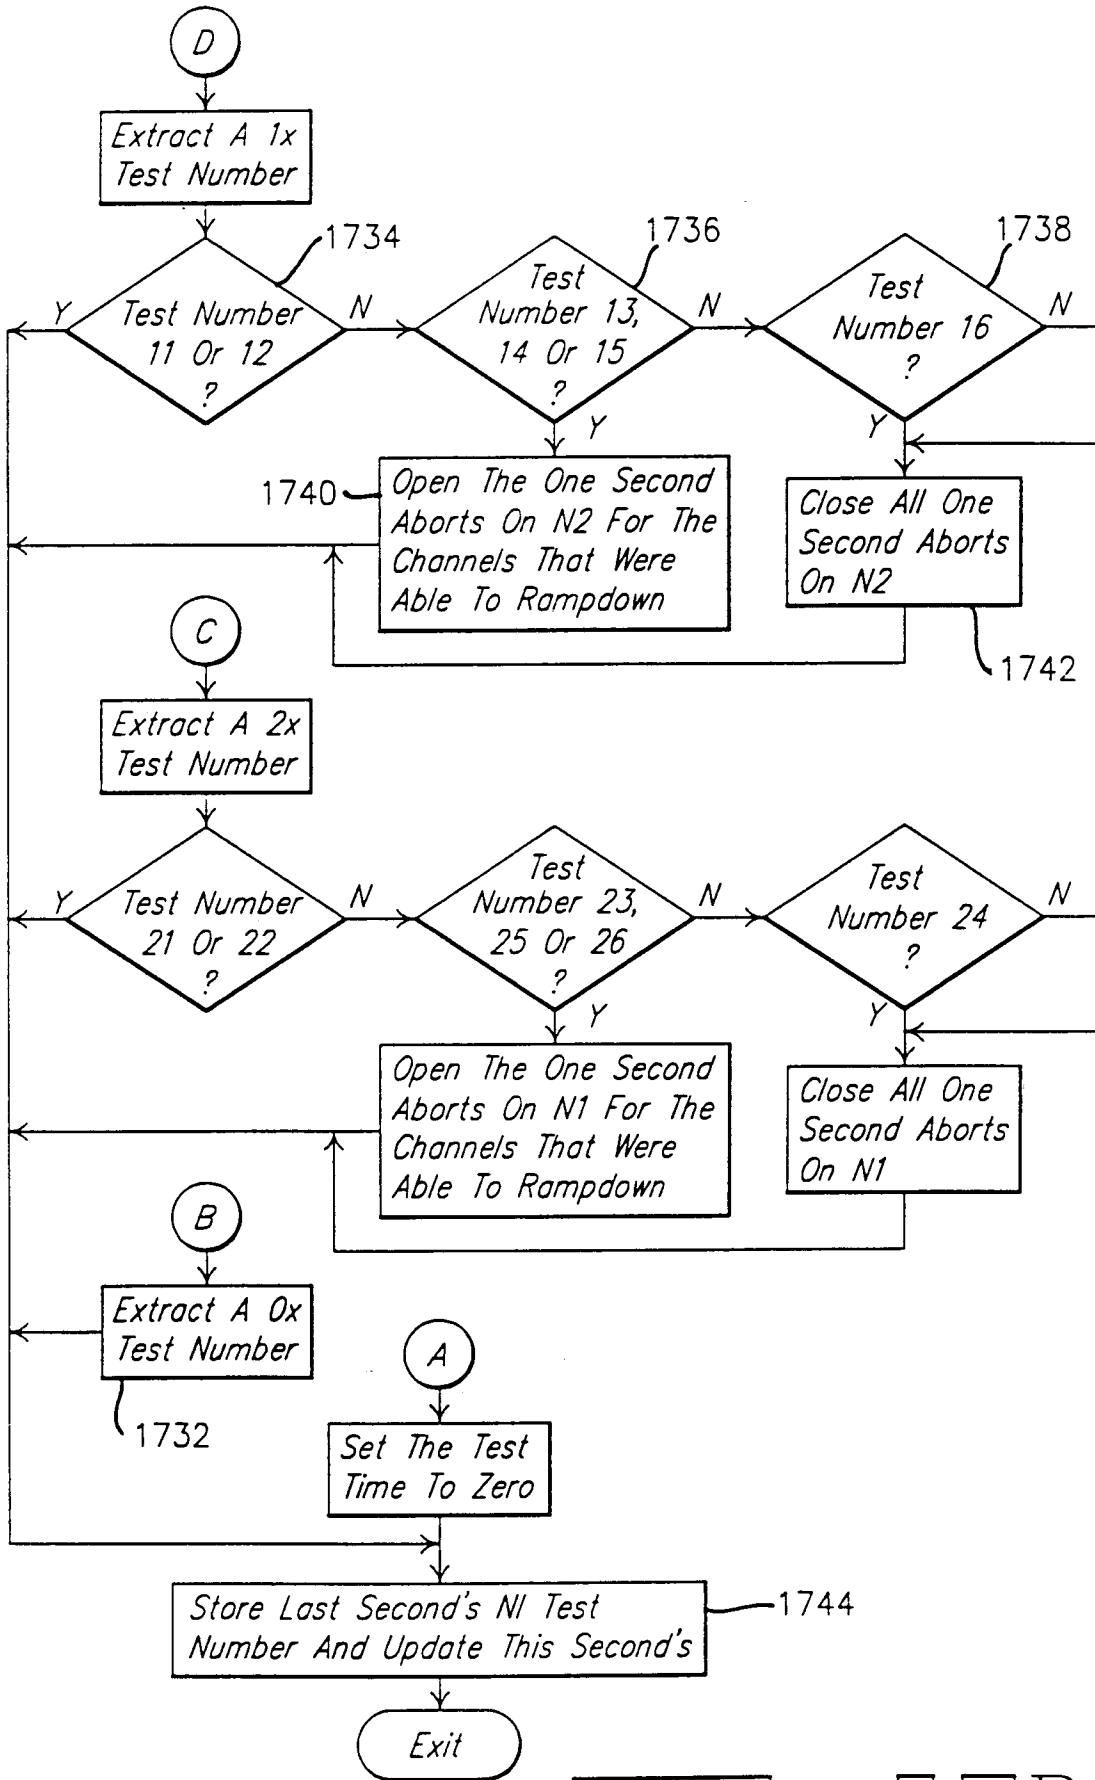 D
Extract A 1x
Test Number
1734
1736
1738
Y
Test Number
11 Or 12
?
N
Test
Number 13,
14 Or 15
?
N
Test
Number 16
?
N
Y
Y
1740
Open The One Second
Aborts On N2 For The
Channels That Were
Able To Rampdown
Close All One
Second Aborts
On N2
1742
C
Extract A 2x
Test Number
Y
Test Number
21 Or 22
?
N
Test
Number 23,
25 Or 26
?
N
Test
Number 24
?
N
Y
Y
Open The One Second
Aborts On N1 For The
Channels That Were
Able To Rampdown
Close All One
Second Aborts
On N1
B
Extract A 0x
Test Number
1732
A
Set The Test
Time To Zero
Store Last Second's NI Test
Number And Update This Second's
1744
Exit